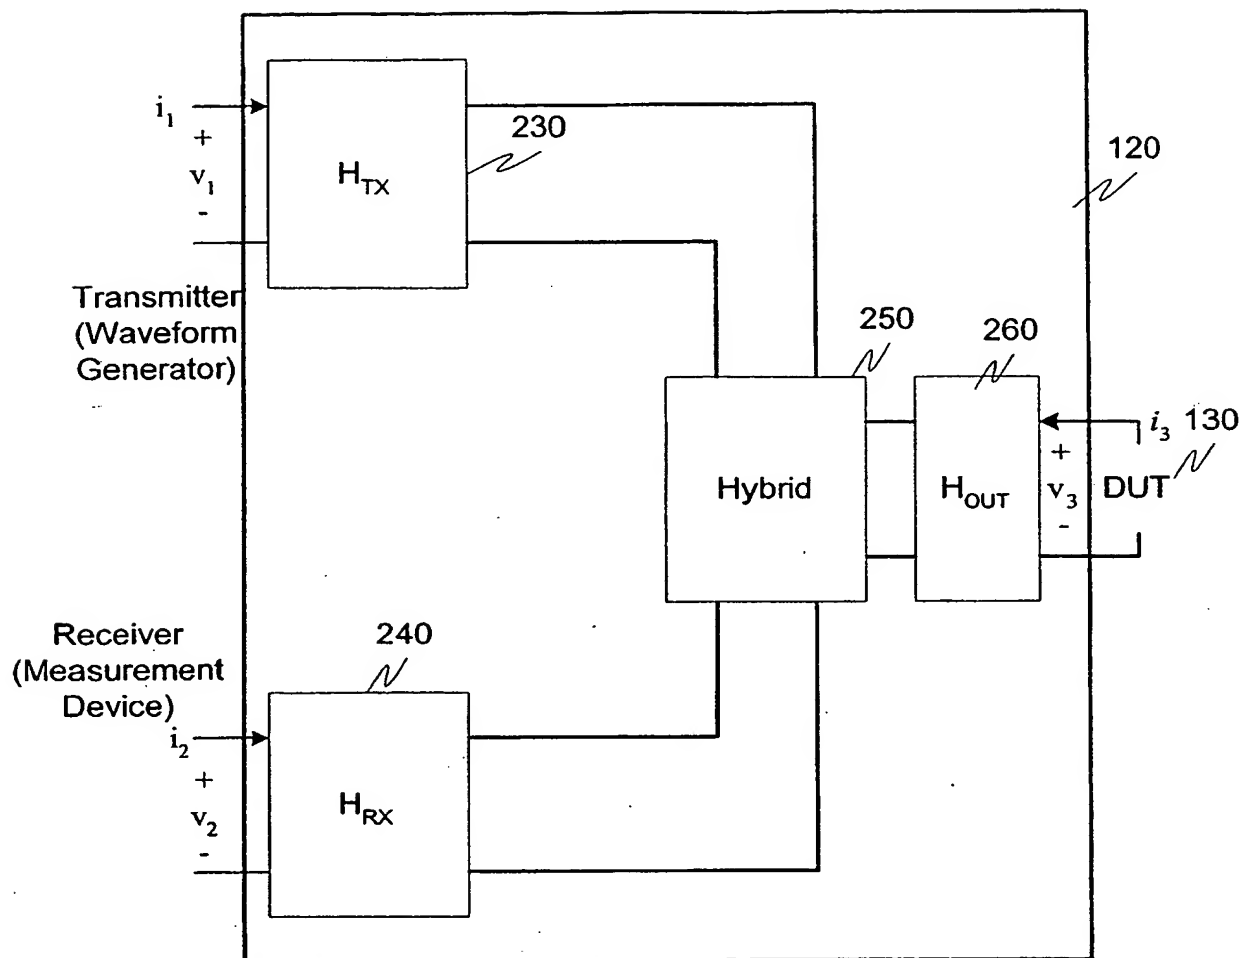 i1
+
v1
-
HTX
230
120
Transmitter
(Waveform
Generator)
250
260
Hybrid
HOUT
i3
+
v3
-
DUT
130
Receiver
(Measurement
Device)
240
i2
+
v2
-
HRX